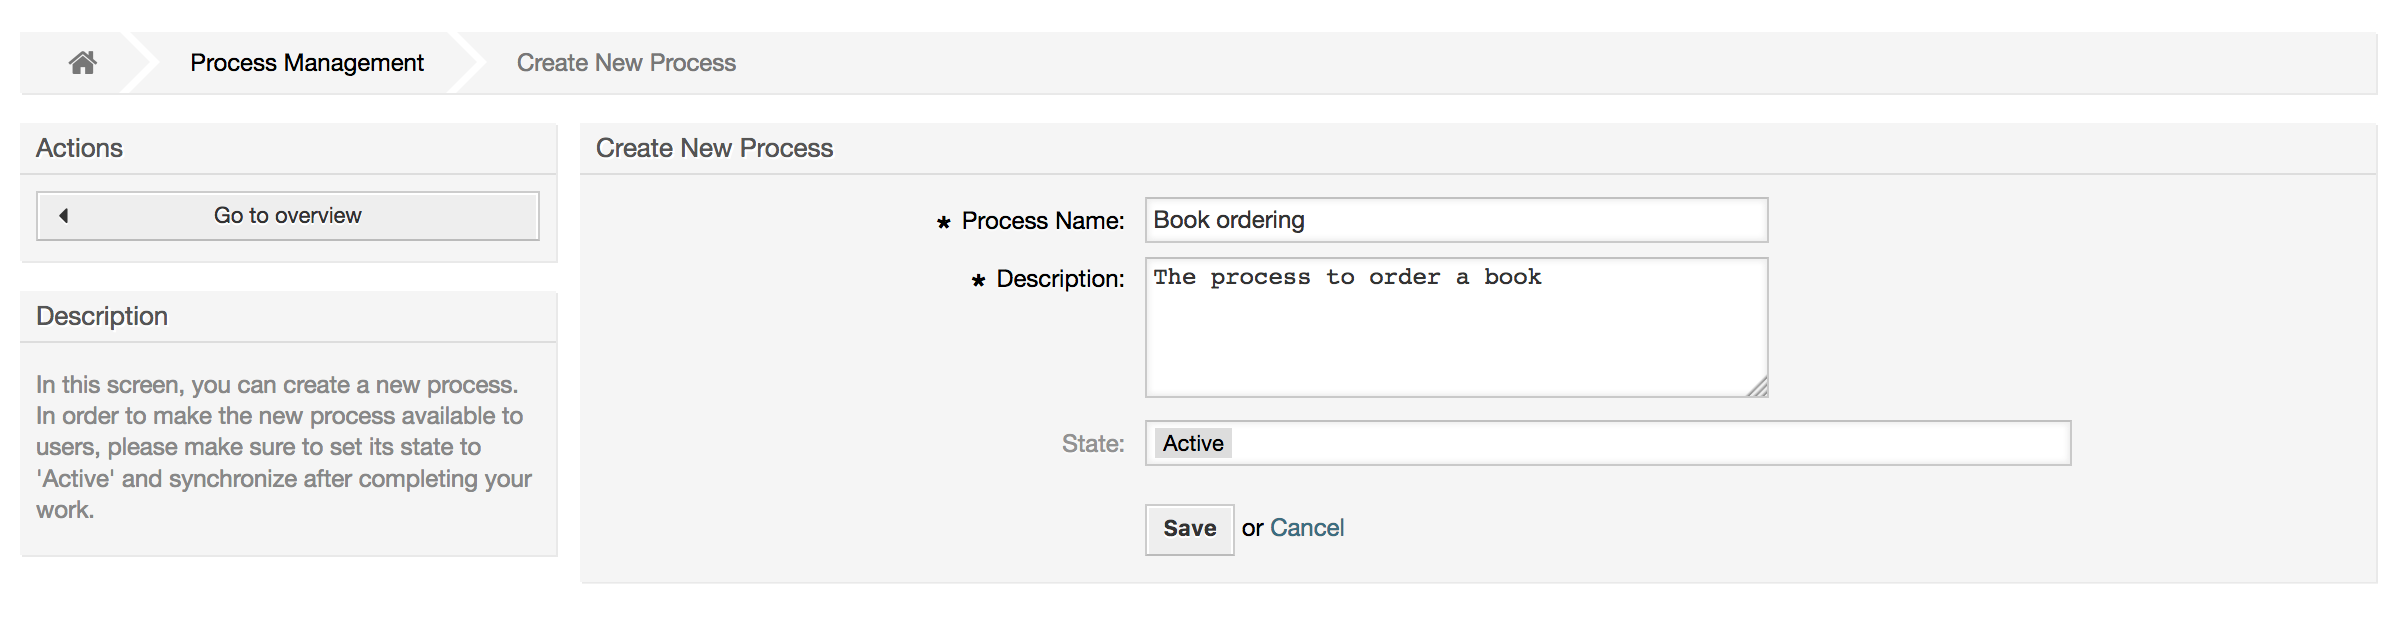 Process Management
Create New Process
Actions
Go to overview
Description
In this screen, you can create a new process.
In order to make the new process available to
users, please make sure to set its state to
'Active' and synchronize after completing your
work.
Create New Process
* Process Name: Book ordering
* Description: The process to order a book
State: Active
Save or Cancel